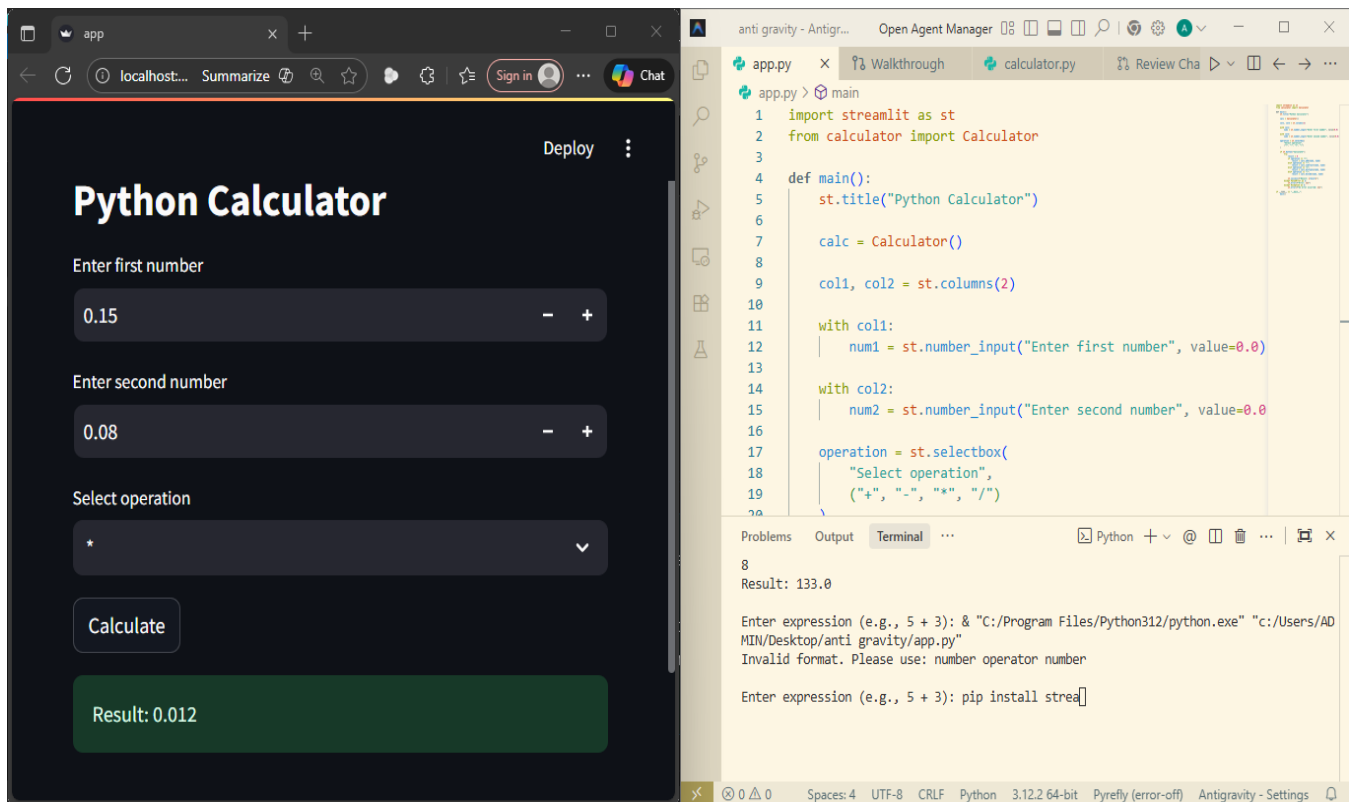 app
localhost:... Summarize
Sign in
Chat
Deploy
Python Calculator
Enter first number
0.15
Enter second number
0.08
Select operation
*
Calculate
Result: 0.012
anti gravity - Antigr... Open Agent Manager A
app.py Walkthrough calculator.py Review Cha
app.py > main
1 import streamlit as st
2 from calculator import Calculator
3
4 def main():
5 st.title("Python Calculator")
6
7 calc = Calculator()
8
9 col1, col2 = st.columns(2)
10
11 with col1:
12 num1 = st.number_input("Enter first number", value=0.0)
13
14 with col2:
15 num2 = st.number_input("Enter second number", value=0.0
16
17 operation = st.selectbox(
18 "Select operation",
19 ("+", "-", "*", "/")
20 )
Problems Output Terminal ... Python
8
Result: 133.0
Enter expression (e.g., 5 + 3): & "C:/Program Files/Python312/python.exe" "c:/Users/AD
MIN/Desktop/anti gravity/app.py"
Invalid format. Please use: number operator number
Enter expression (e.g., 5 + 3): pip install strea
0 0 Spaces: 4 UTF-8 CRLF Python 3.12.2 64-bit Pyrefly (error-off) Antigravity - Settings